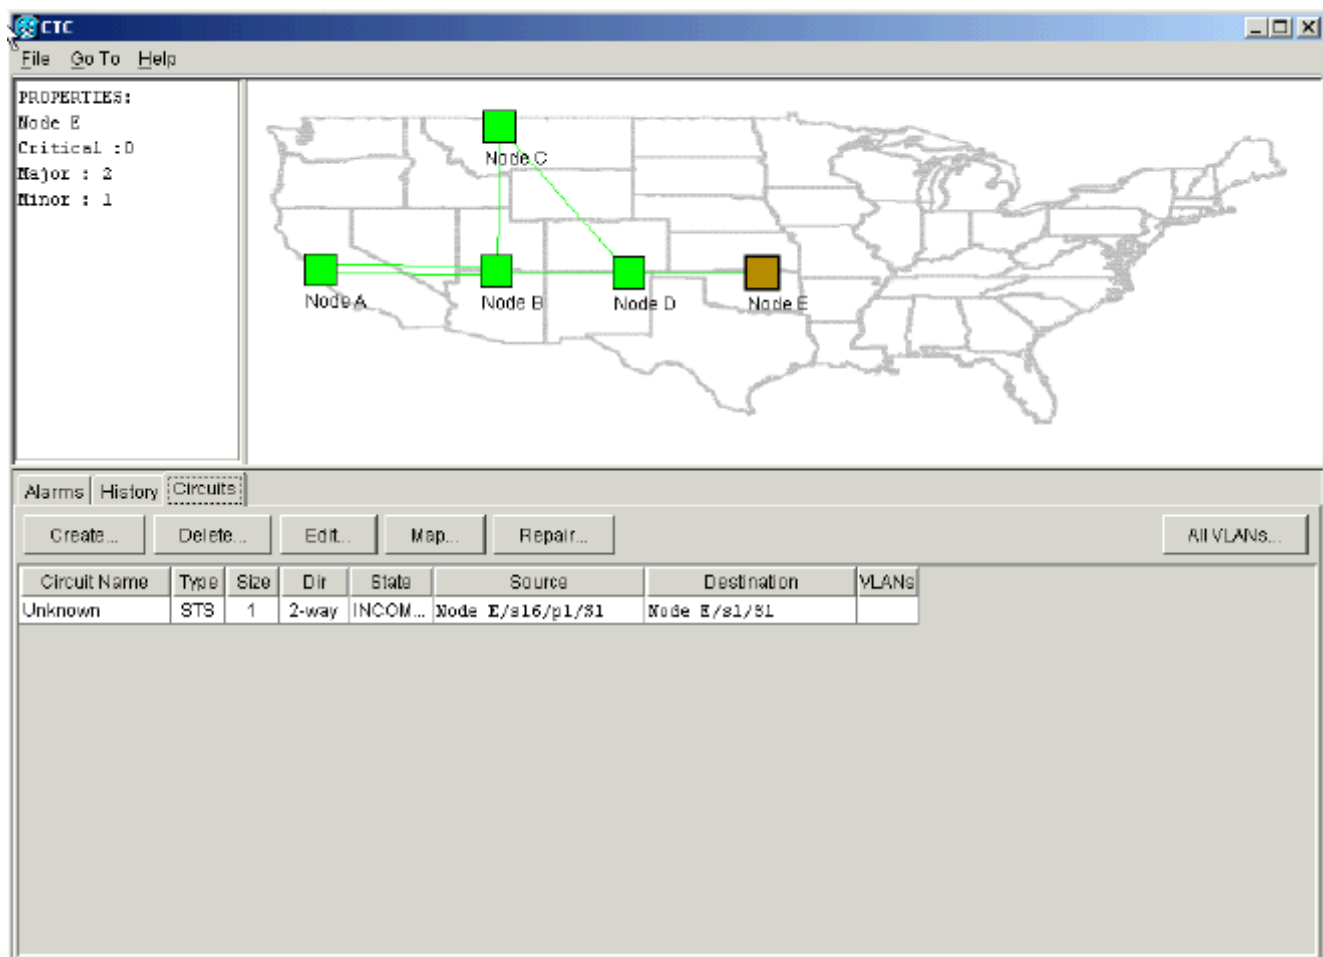 CTC
File Go To Help
PROPERTIES:
Node E
Critical :0
Major : 2
Minor : 1
Node C
Node A
Node B
Node D
Node E
Alarms History Circuits
Create... Delete... Edit... Map... Repair... All VLANs...
Circuit Name Type Size Dir State Source Destination VLANs
Unknown STS 1 2-way INCOM... Node E/s16/p1/S1 Node E/s1/S1